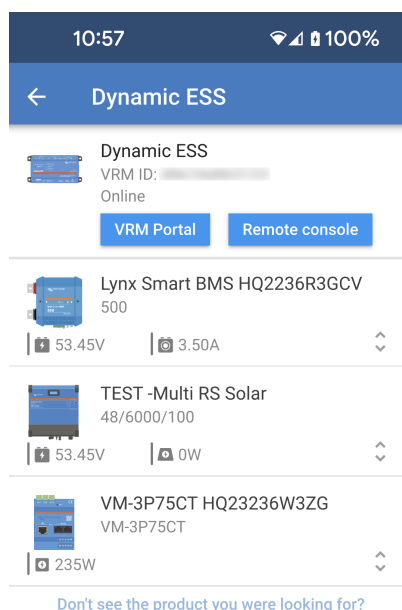 10:57
100%
Dynamic ESS
Dynamic ESS
VRM ID:
Online
VRM Portal
Remote console
Lynx Smart BMS HQ2236R3GCV
500
53.45V
3.50A
TEST -Multi RS Solar
48/6000/100
53.45V
0W
VM-3P75CT HQ23236W3ZG
VM-3P75CT
235W
Don't see the product you were looking for?